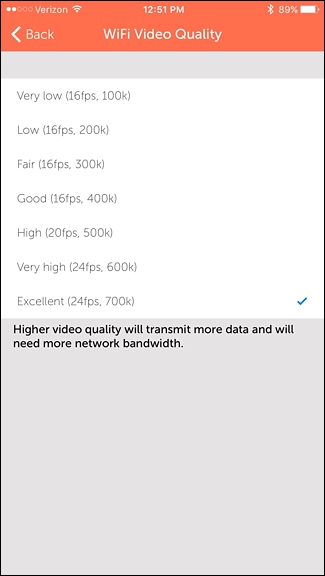 Verizon 12:51 PM 89%
Back WiFi Video Quality
Very low (16fps, 100k)
Low (16fps, 200k)
Fair (16fps, 300k)
Good (16fps, 400k)
High (20fps, 500k)
Very high (24fps, 600k)
Excellent (24fps, 700k)
Higher video quality will transmit more data and will
need more network bandwidth.